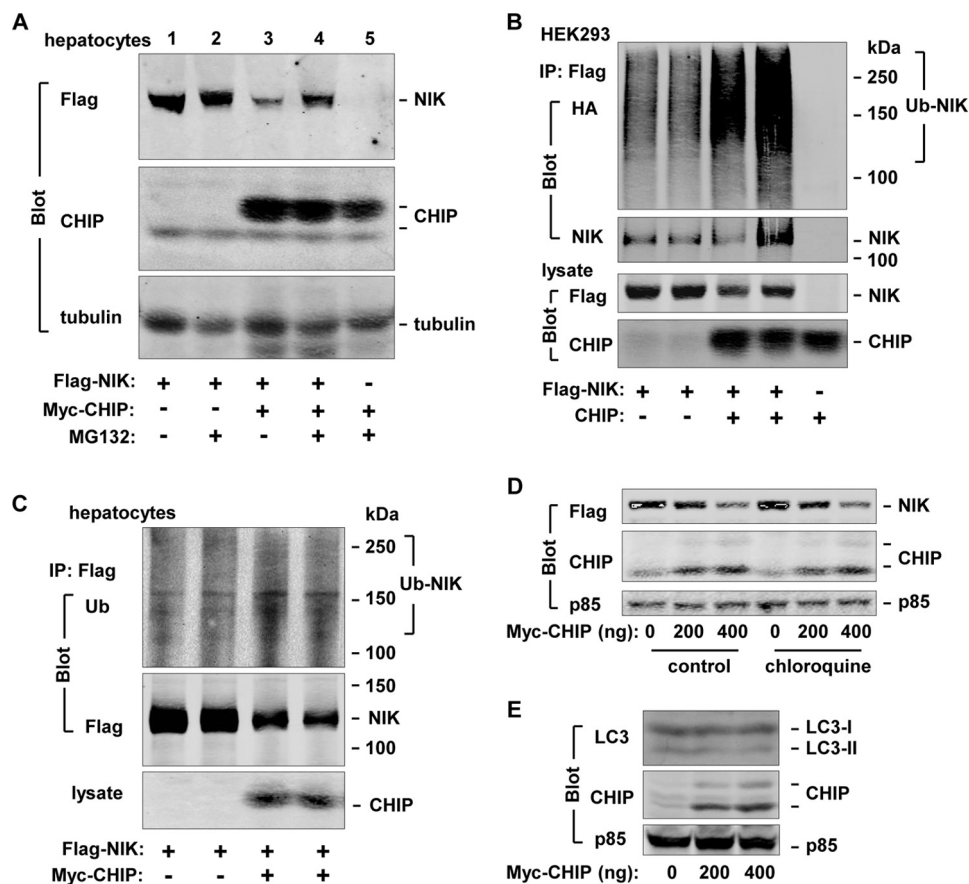 A
hepatocytes
1 2 3 4 5
Flag
NIK
Blot
CHIP
CHIP
tubulin
tubulin
Flag-NIK: + + + + -
Myc-CHIP: - - + + +
MG132: - + - + +
B
HEK293
IP: Flag
kDa
250
HA
150
Ub-NIK
Blot
100
NIK
NIK
100
lysate
Flag
NIK
Blot
CHIP
CHIP
Flag-NIK: + + + + -
CHIP: - - + + +
C
hepatocytes
kDa
250
IP: Flag
Ub-NIK
Ub
150
Blot
100
150
NIK
Flag
100
lysate
CHIP
Flag-NIK: + + + +
Myc-CHIP: - - + +
D
Flag
NIK
Blot
CHIP
CHIP
p85
p85
Myc-CHIP (ng): 0 200 400 0 200 400
control chloroquine
E
LC3
LC3-I
LC3-II
Blot
CHIP
CHIP
p85
p85
Myc-CHIP (ng): 0 200 400